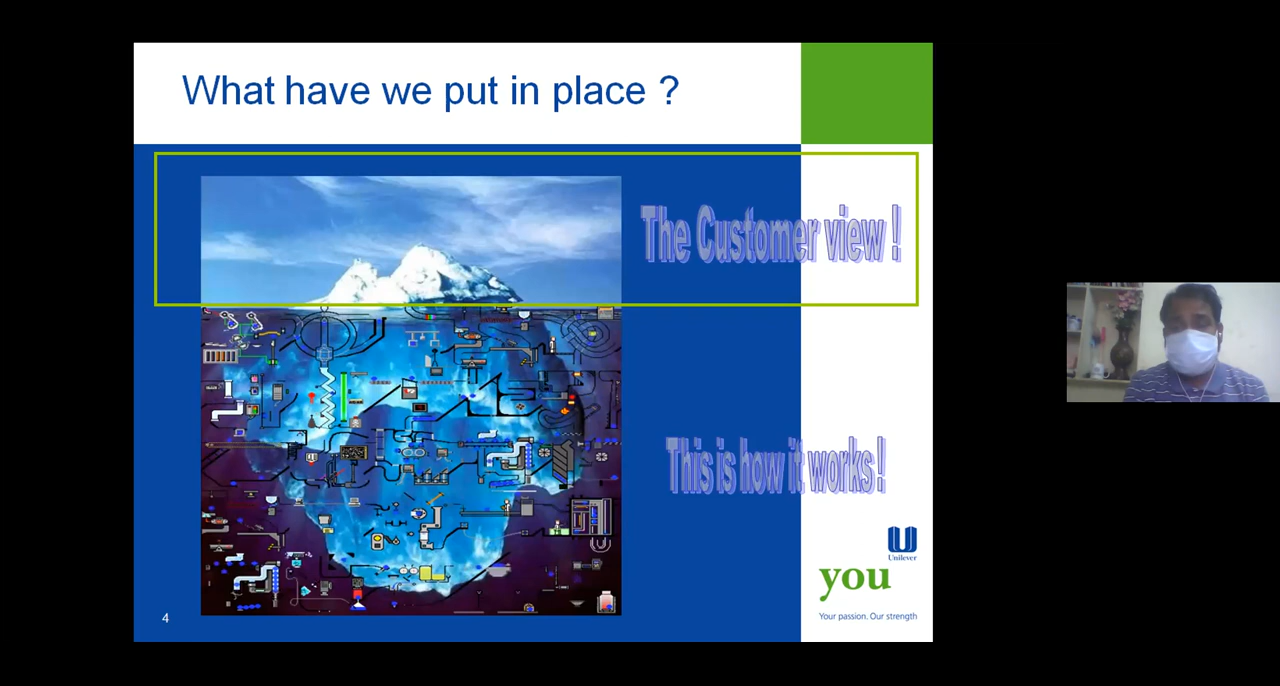 What have we put in place ?
The Customer view !
This is how it works !
Unilever
you
Your passion. Our strength
4